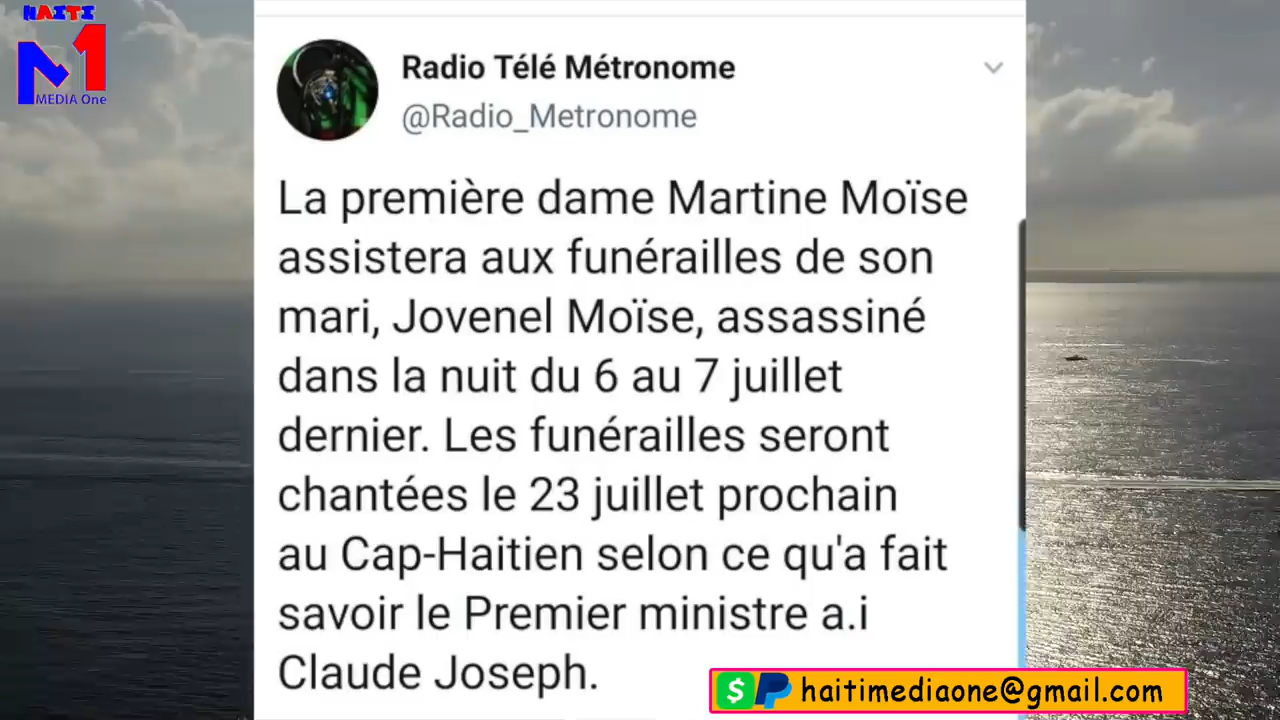 HAITI
M1
MEDIA One
Radio Télé Métronome
@Radio_Metronome
La première dame Martine Moïse
assistera aux funérailles de son
mari, Jovenel Moïse, assassiné
dans la nuit du 6 au 7 juillet
dernier. Les funérailles seront
chantées le 23 juillet prochain
au Cap-Haitien selon ce qu'a fait
savoir le Premier ministre a.i
Claude Joseph.
$ P haitimediaone@gmail.com